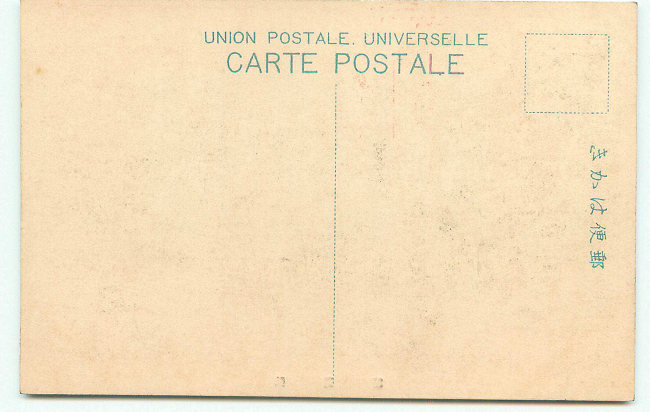 UNION POSTALE. UNIVERSELLE
CARTE POSTALE
きかは便郵